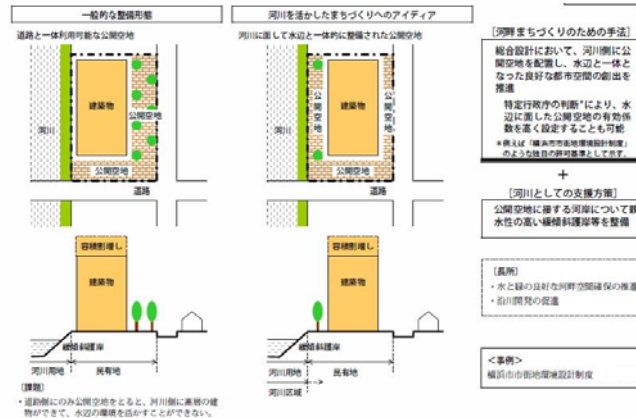 一般的な整備形態
道路と一体利用可能な公開空地
建築物
公開空地
河川
公開空地
道路
容積割増し
建築物
緩傾斜護岸
河川用地
民有地
［課題］
・道路側にのみ公開空地をとると、河川側に高層の建
物ができて、水辺の環境を活かすことができない。
河川を活かしたまちづくりへのアイディア
河川に面して水辺と一体的に整備された公開空地
公開空地
建築物
公開空地
河川
公開空地
道路
容積割増し
建築物
緩傾斜護岸
河川用地
民有地
河川区域
［河畔まちづくりのための手法］
総合設計において、河川側に公
開空地を配置し、水辺と一体と
なった良好な都市空間の創出を
推進
特定行政庁の判断*により、水
辺に面した公開空地の有効係
数を高く設定することも可能
*例えば「横浜市市街地環境設計制度」
のような独自の許可基準として示す。
+
［河川としての支援方策］
公開空地に接する河岸について親
水性の高い緩傾斜護岸等を整備
［長所］
・水と緑の良好な河畔空間確保の推進
・沿川開発の促進
<事例>
横浜市市街地環境設計制度